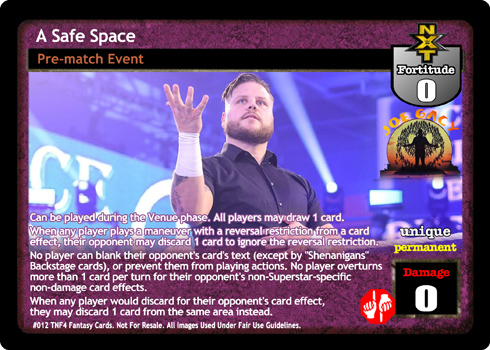 A Safe Space
Pre-match Event
NXT
Fortitude
0
JOE GACY
Can be played during the Venue phase. All players may draw 1 card.
When any player plays a maneuver with a reversal restriction from a card
effect, their opponent may discard 1 card to ignore the reversal restriction.
No player can blank their opponent's card's text (except by "Shenanigans"
Backstage cards), or prevent them from playing actions. No player overturns
more than 1 card per turn for their opponent's non-Superstar-specific
non-damage card effects.
When any player would discard for their opponent's card effect,
they may discard 1 card from the same area instead.
unique
permanent
Damage
0
#012 TNF4 Fantasy Cards. Not For Resale. All Images Used Under Fair Use Guidelines.